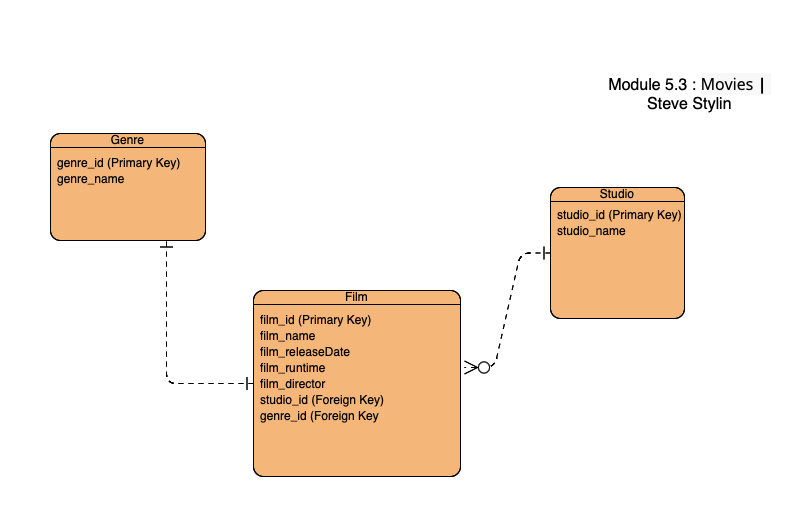 Module 5.3 : Movies |
Steve Stylin
Genre
genre_id (Primary Key)
genre_name
Studio
studio_id (Primary Key)
studio_name
Film
film_id (Primary Key)
film_name
film_releaseDate
film_runtime
film_director
studio_id (Foreign Key)
genre_id (Foreign Key